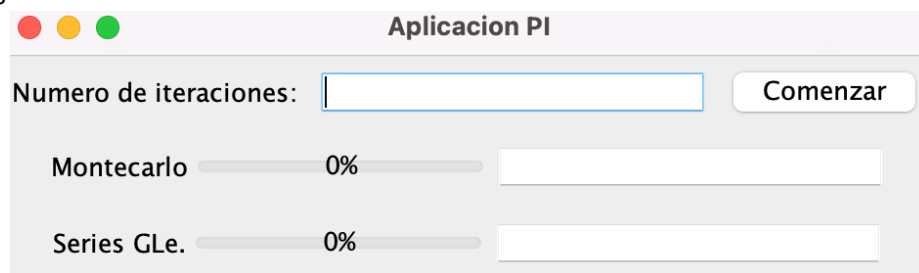 Aplicacion PI
Numero de iteraciones: Comenzar
Montecarlo 0%
Series GLe. 0%